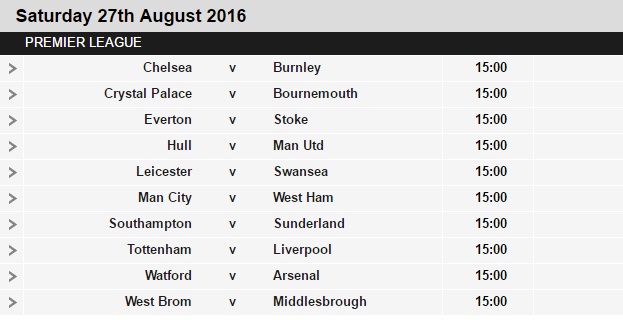 Saturday 27th August 2016
PREMIER LEAGUE
Chelsea v Burnley 15:00
Crystal Palace v Bournemouth 15:00
Everton v Stoke 15:00
Hull v Man Utd 15:00
Leicester v Swansea 15:00
Man City v West Ham 15:00
Southampton v Sunderland 15:00
Tottenham v Liverpool 15:00
Watford v Arsenal 15:00
West Brom v Middlesbrough 15:00